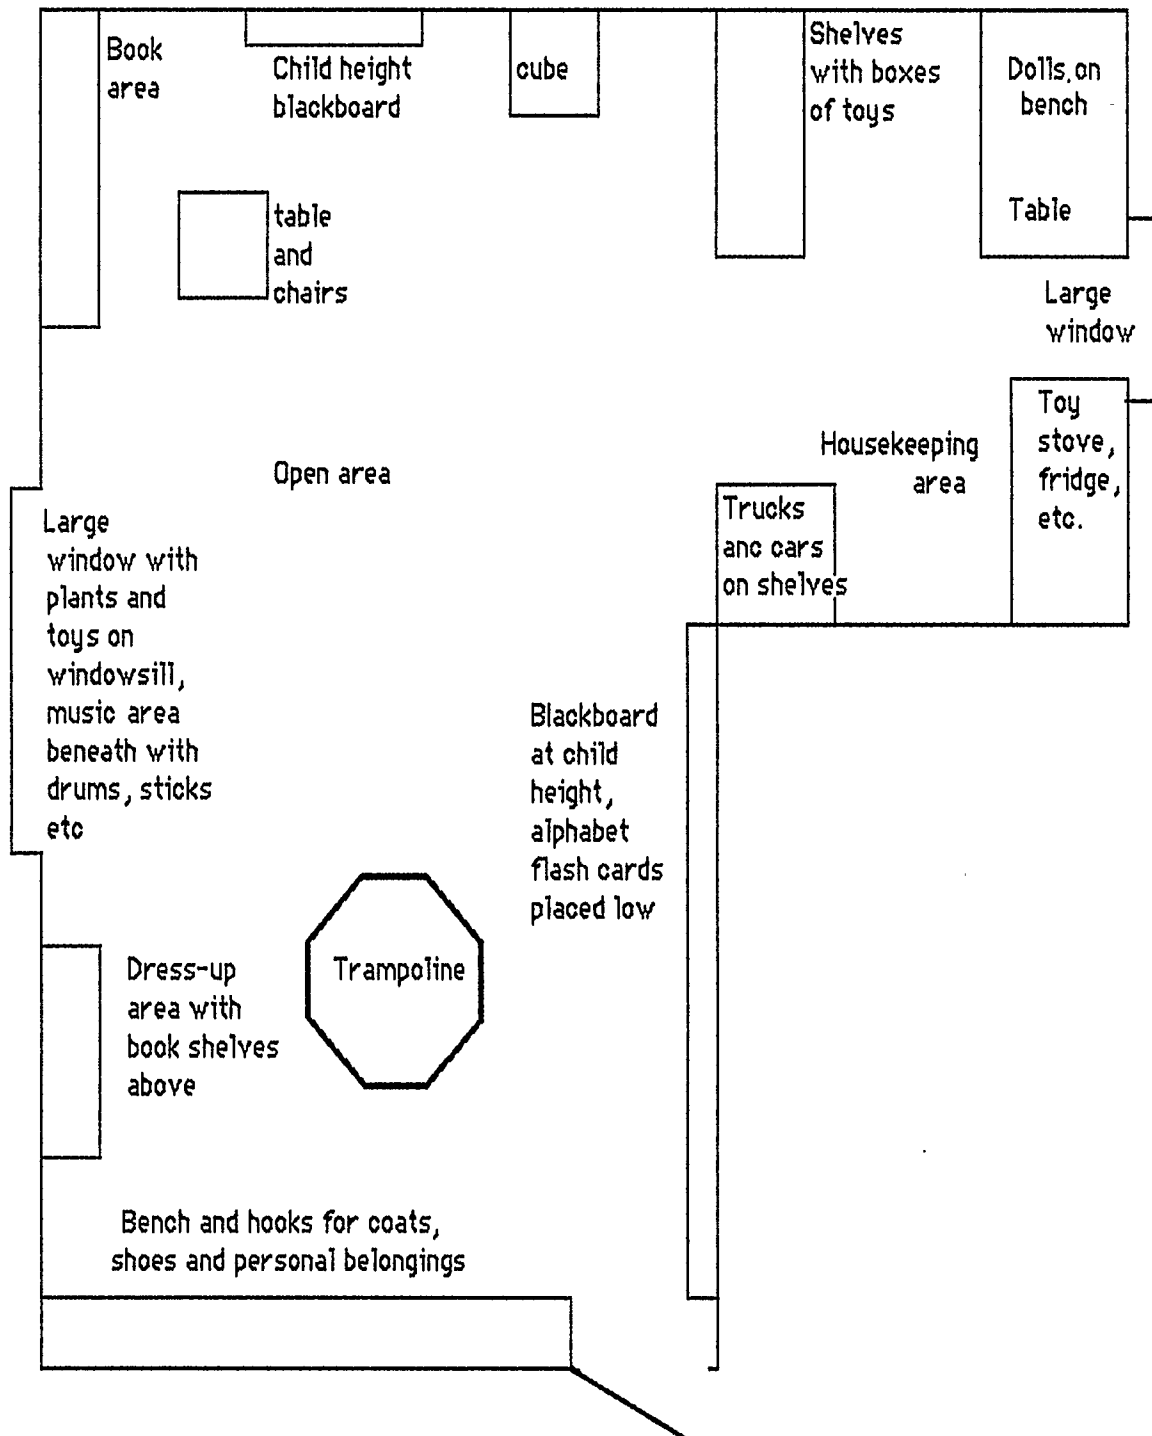 Book
area
Child height
blackboard
cube
Shelves
with boxes
of toys
Dolls.on
bench
Table
table
and
chairs
Large
window
Toy
stove,
fridge,
etc.
Housekeeping
area
Open area
Trucks
anc cars
on shelves
Large
window with
plants and
toys on
windowsill,
music area
beneath with
drums, sticks
etc
Blackboard
at child
height,
alphabet
flash cards
placed low
Dress-up
area with
book shelves
above
Trampoline
Bench and hooks for coats,
shoes and personal belongings